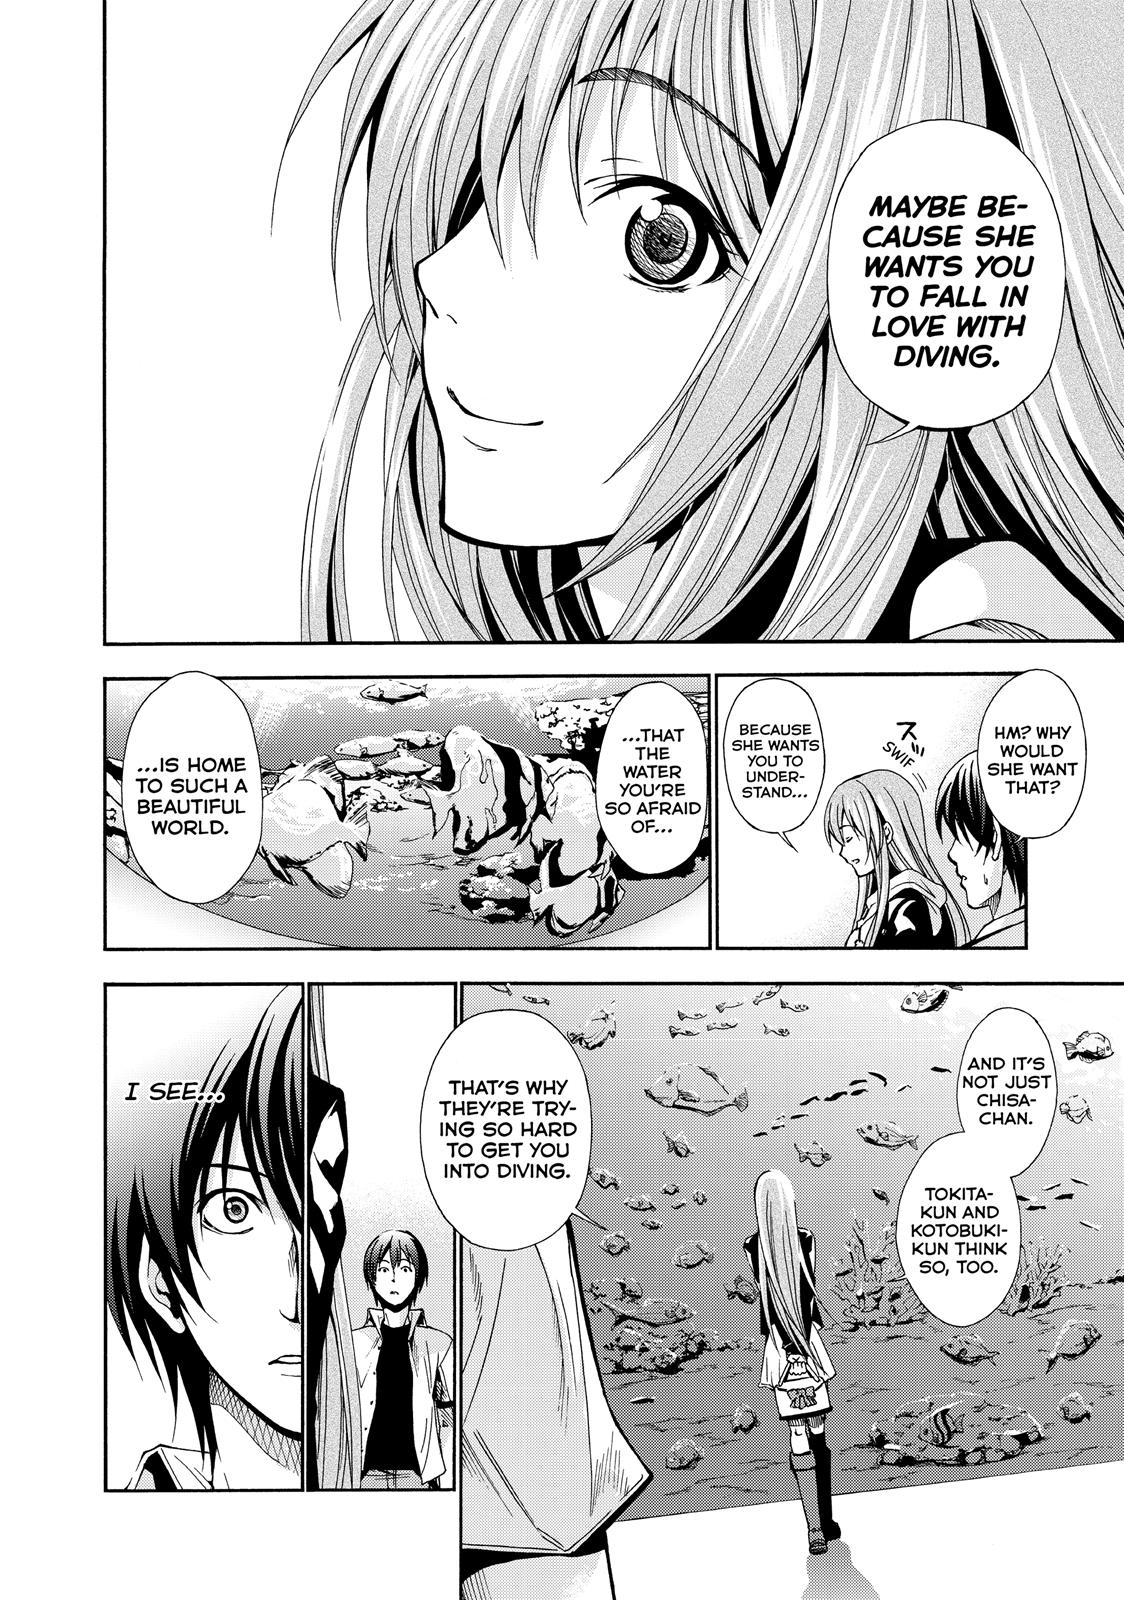 MAYBE BE-
CAUSE SHE
WANTS YOU
TO FALL IN
LOVE WITH
DIVING.
HM? WHY
WOULD
SHE WANT
THAT?
スッ
SWIF
BECAUSE
SHE WANTS
YOU TO
UNDER-
STAND...
...THAT
THE
WATER
YOU'RE
SO AFRAID
OF...
...IS HOME
TO SUCH A
BEAUTIFUL
WORLD.
AND IT'S
NOT JUST
CHISA-
CHAN.
TOKITA-
KUN AND
KOTOBUKI-
KUN THINK
SO, TOO.
THAT'S WHY
THEY'RE TRY-
ING SO HARD
TO GET YOU
INTO DIVING.
I SEE...